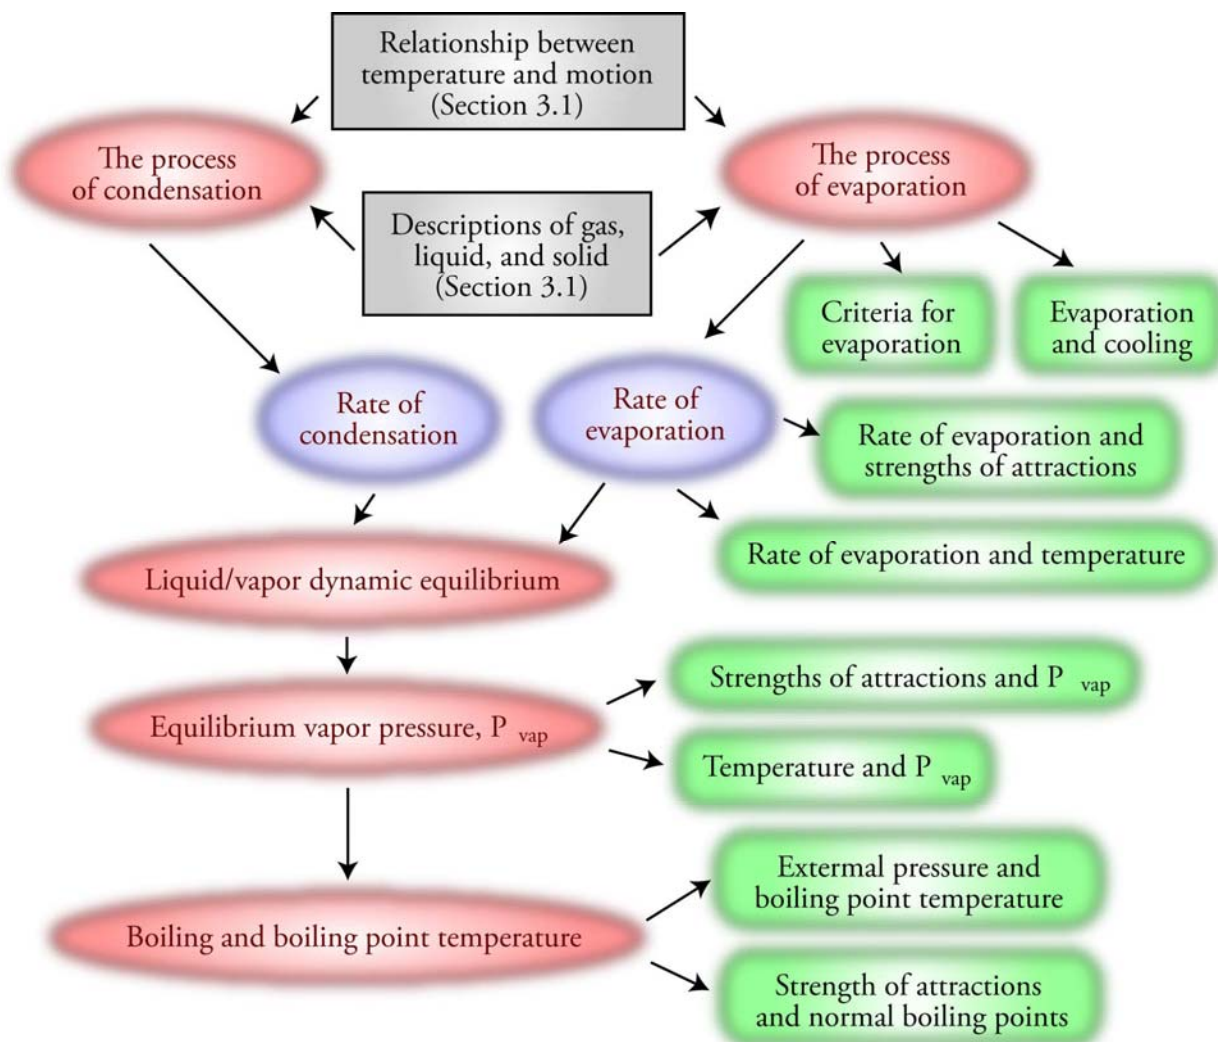 Relationship between
temperature and motion
(Section 3.1)
The process
of condensation
The process
of evaporation
Descriptions of gas,
liquid, and solid
(Section 3.1)
Criteria for
evaporation
Evaporation
and cooling
Rate of
condensation
Rate of
evaporation
Rate of evaporation and
strengths of attractions
Rate of evaporation and temperature
Liquid/vapor dynamic equilibrium
Strengths of attractions and P vap
Equilibrium vapor pressure, P vap
Temperature and P vap
Extermal pressure and
boiling point temperature
Boiling and boiling point temperature
Strength of attractions
and normal boiling points